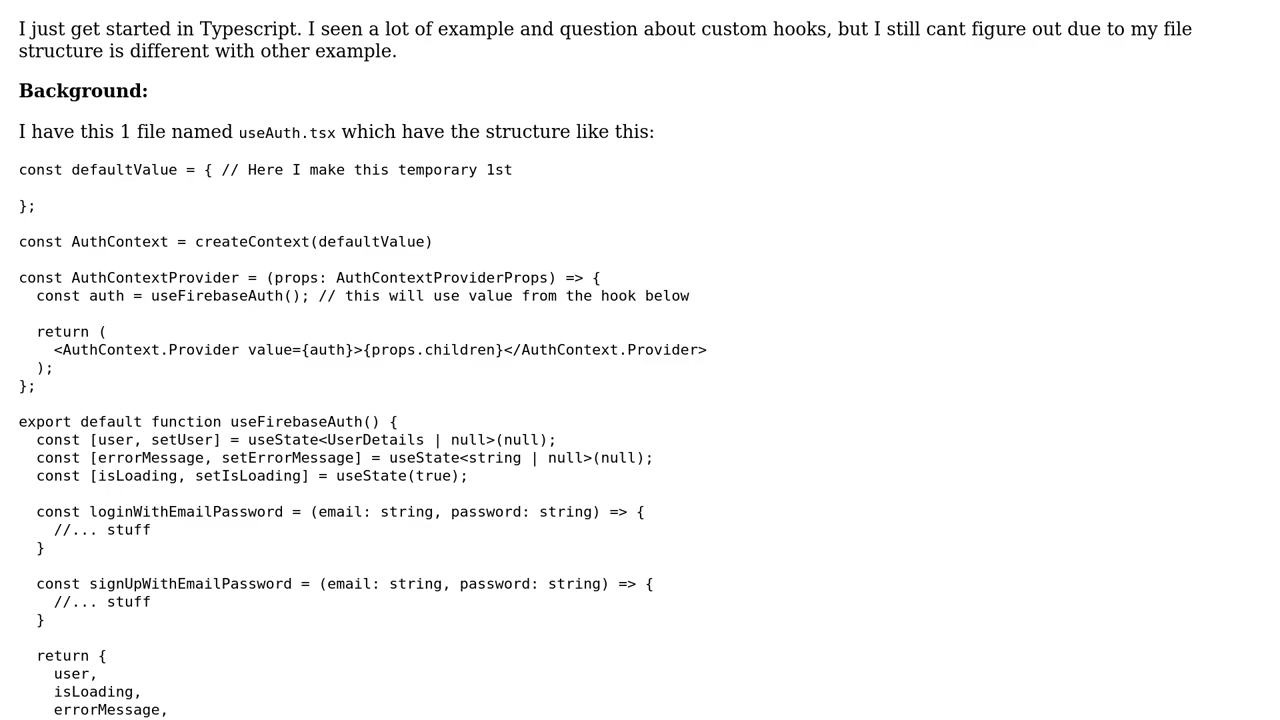 I just get started in Typescript. I seen a lot of example and question about custom hooks, but I still cant figure out due to my file
structure is different with other example.
Background:
I have this 1 file named useAuth.tsx which have the structure like this:
const defaultValue = { // Here I make this temporary 1st
};
const AuthContext = createContext(defaultValue)
const AuthContextProvider = (props: AuthContextProviderProps) => {
  const auth = useFirebaseAuth(); // this will use value from the hook below
  return (
    <AuthContext.Provider value={auth}>{props.children}</AuthContext.Provider>
  );
};
export default function useFirebaseAuth() {
  const [user, setUser] = useState<UserDetails | null>(null);
  const [errorMessage, setErrorMessage] = useState<string | null>(null);
  const [isLoading, setIsLoading] = useState(true);
  const loginWithEmailPassword = (email: string, password: string) => {
    //... stuff
  }
  const signUpWithEmailPassword = (email: string, password: string) => {
    //... stuff
  }
  return {
    user,
    isLoading,
    errorMessage,